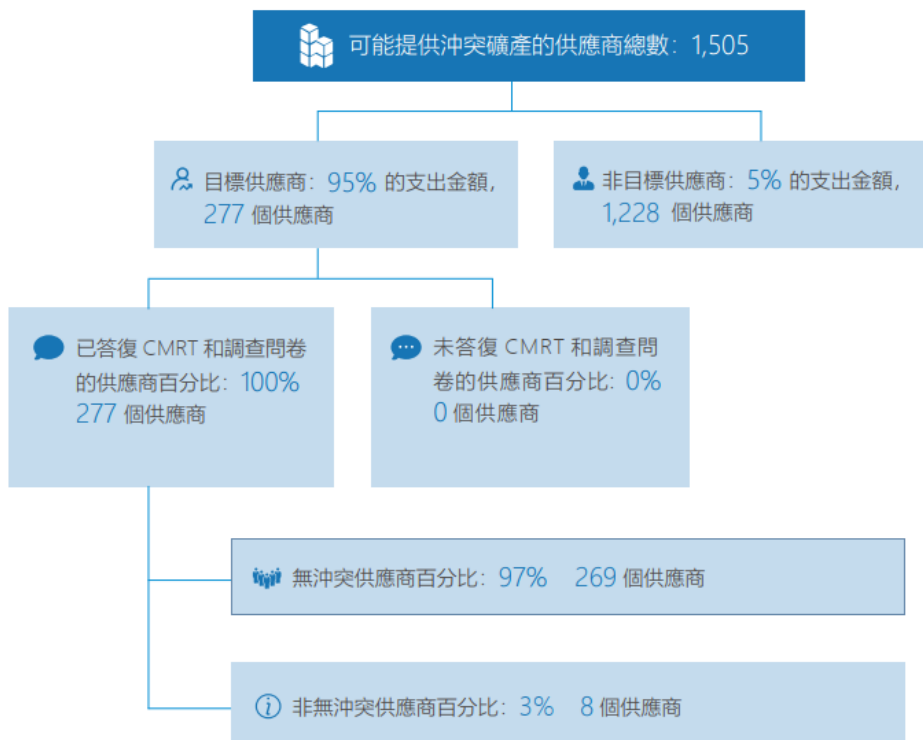 可能提供沖突礦產的供應商總數：1,505
目標供應商：95% 的支出金額，
277 個供應商
非目標供應商：5% 的支出金額，
1,228 個供應商
已答復 CMRT 和調查問卷
的供應商百分比：100%
277 個供應商
未答復 CMRT 和調查問
卷的供應商百分比：0%
0 個供應商
無沖突供應商百分比：97% 269 個供應商
非無沖突供應商百分比：3% 8 個供應商